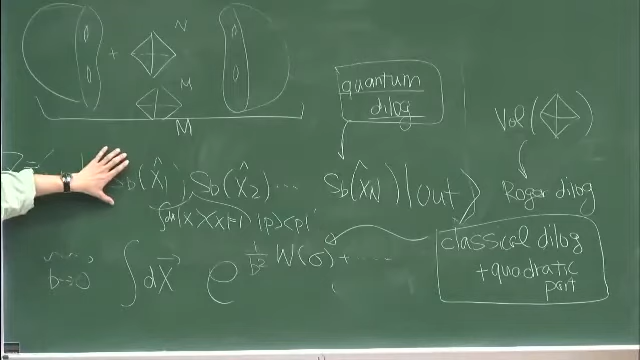 N
+
M
M
quantum
dilog
Vol( )
Sb(x̂1) Sb(x̂2) ... Sb(x̂N) | out ⟩
Roger dilog
|p><p|
b→0
∫dX⃗ e^{1/b² W(σ)+ ......}
classical dilog
+quadratic
part